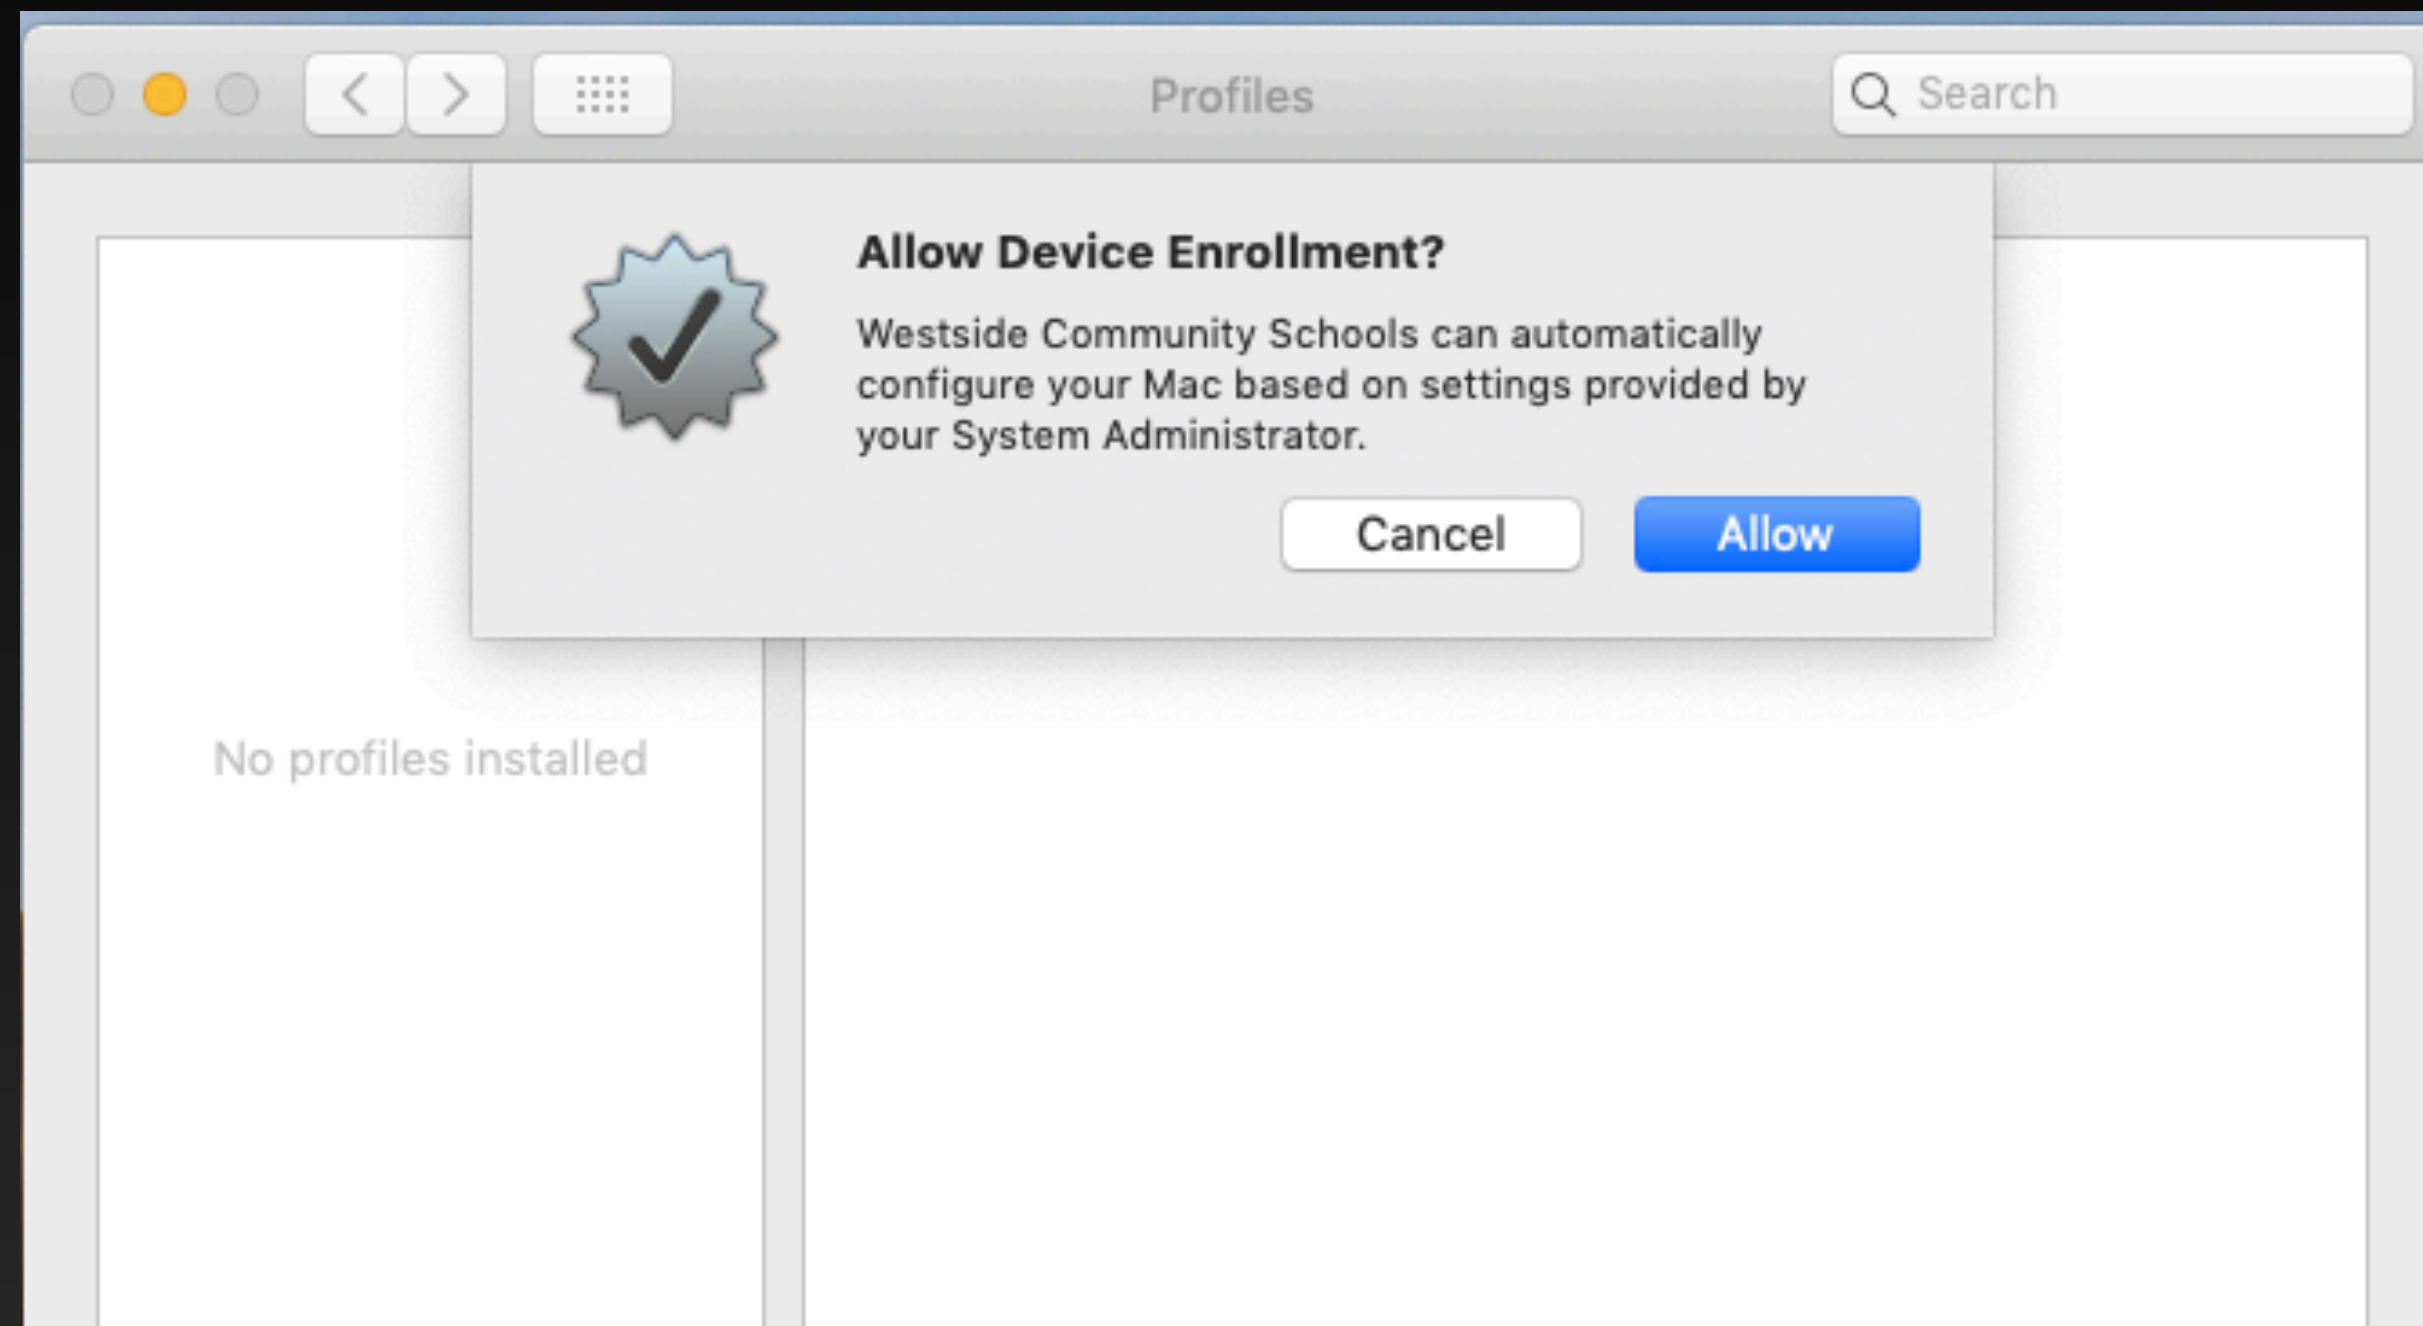 Profiles
Search
Allow Device Enrollment?
Westside Community Schools can automatically
configure your Mac based on settings provided by
your System Administrator.
Cancel
Allow
No profiles installed